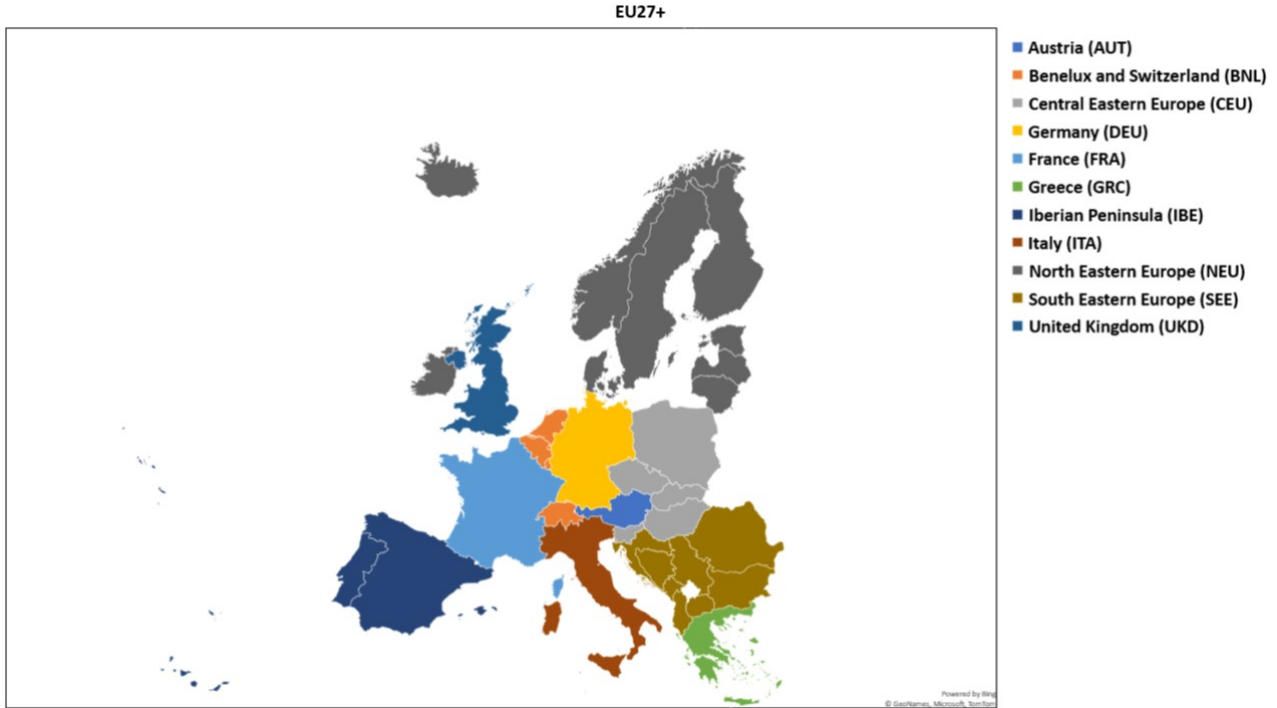 EU27+
Austria (AUT)
Benelux and Switzerland (BNL)
Central Eastern Europe (CEU)
Germany (DEU)
France (FRA)
Greece (GRC)
Iberian Peninsula (IBE)
Italy (ITA)
North Eastern Europe (NEU)
South Eastern Europe (SEE)
United Kingdom (UKD)
Powered by Bing
© GeoNames, Microsoft, TomTom